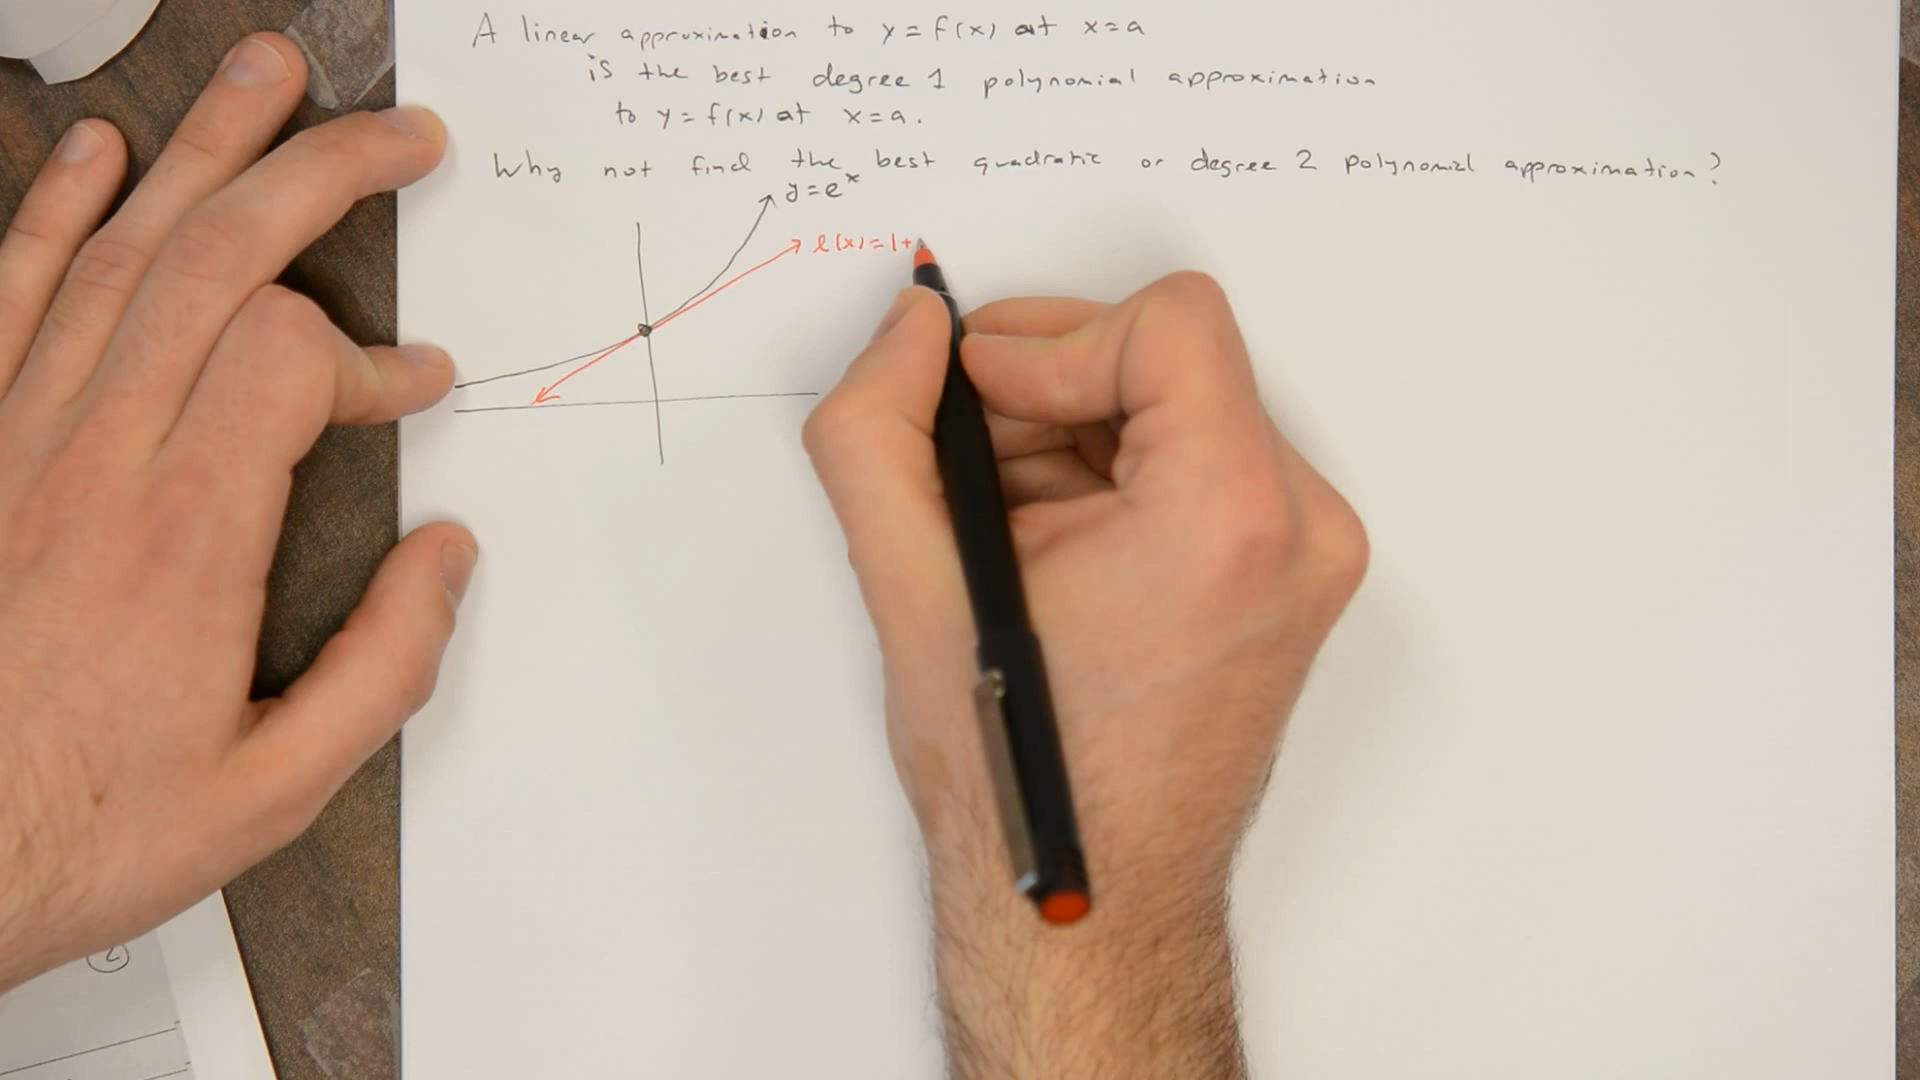 A linear approximation to y = f(x) at x = a
is the best degree 1 polynomial approximation
to y = f(x) at x = a.
Why not find the best quadratic or degree 2 polynomial approximation?
y = e^x
l(x) = 1 +
2